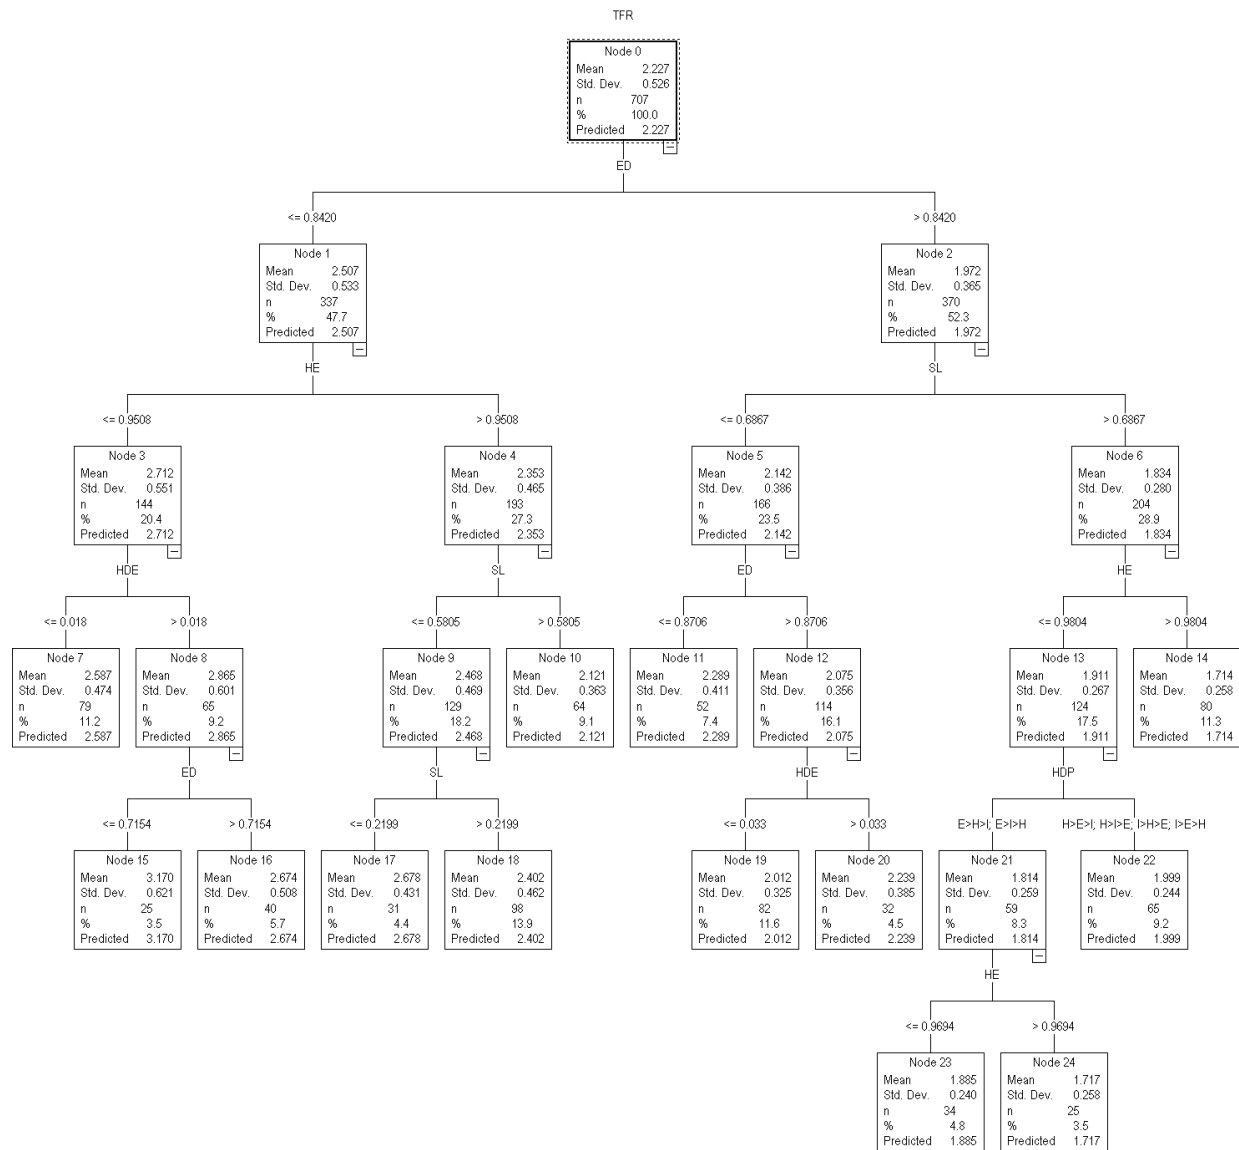 TFR
Node 0
Mean 2.227
Std. Dev. 0.526
n 707
% 100.0
Predicted 2.227
ED
<= 0.8420
> 0.8420
Node 1
Mean 2.507
Std. Dev. 0.533
n 337
% 47.7
Predicted 2.507
Node 2
Mean 1.972
Std. Dev. 0.365
n 370
% 52.3
Predicted 1.972
HE
SL
<= 0.9508
> 0.9508
<= 0.6867
> 0.6867
Node 3
Mean 2.712
Std. Dev. 0.551
n 144
% 20.4
Predicted 2.712
Node 4
Mean 2.353
Std. Dev. 0.465
n 193
% 27.3
Predicted 2.353
Node 5
Mean 2.142
Std. Dev. 0.386
n 166
% 23.5
Predicted 2.142
Node 6
Mean 1.834
Std. Dev. 0.280
n 204
% 28.9
Predicted 1.834
HDE
SL
ED
HE
<= 0.018
> 0.018
<= 0.5805
> 0.5805
<= 0.8706
> 0.8706
<= 0.9804
> 0.9804
Node 7
Mean 2.587
Std. Dev. 0.474
n 79
% 11.2
Predicted 2.587
Node 8
Mean 2.865
Std. Dev. 0.601
n 65
% 9.2
Predicted 2.865
Node 9
Mean 2.468
Std. Dev. 0.469
n 129
% 18.2
Predicted 2.468
Node 10
Mean 2.121
Std. Dev. 0.363
n 64
% 9.1
Predicted 2.121
Node 11
Mean 2.289
Std. Dev. 0.411
n 52
% 7.4
Predicted 2.289
Node 12
Mean 2.075
Std. Dev. 0.356
n 114
% 16.1
Predicted 2.075
Node 13
Mean 1.911
Std. Dev. 0.267
n 124
% 17.5
Predicted 1.911
Node 14
Mean 1.714
Std. Dev. 0.258
n 80
% 11.3
Predicted 1.714
ED
SL
HDE
HDP
<= 0.7154
> 0.7154
<= 0.2199
> 0.2199
<= 0.033
> 0.033
E>H>I; E>I>H
H>E>I; H>I>E; I>H>E; I>E>H
Node 15
Mean 3.170
Std. Dev. 0.621
n 25
% 3.5
Predicted 3.170
Node 16
Mean 2.674
Std. Dev. 0.508
n 40
% 5.7
Predicted 2.674
Node 17
Mean 2.678
Std. Dev. 0.431
n 31
% 4.4
Predicted 2.678
Node 18
Mean 2.402
Std. Dev. 0.462
n 98
% 13.9
Predicted 2.402
Node 19
Mean 2.012
Std. Dev. 0.325
n 82
% 11.6
Predicted 2.012
Node 20
Mean 2.239
Std. Dev. 0.385
n 32
% 4.5
Predicted 2.239
Node 21
Mean 1.814
Std. Dev. 0.259
n 59
% 8.3
Predicted 1.814
Node 22
Mean 1.999
Std. Dev. 0.244
n 65
% 9.2
Predicted 1.999
HE
<= 0.9694
> 0.9694
Node 23
Mean 1.885
Std. Dev. 0.240
n 34
% 4.8
Predicted 1.885
Node 24
Mean 1.717
Std. Dev. 0.258
n 25
% 3.5
Predicted 1.717